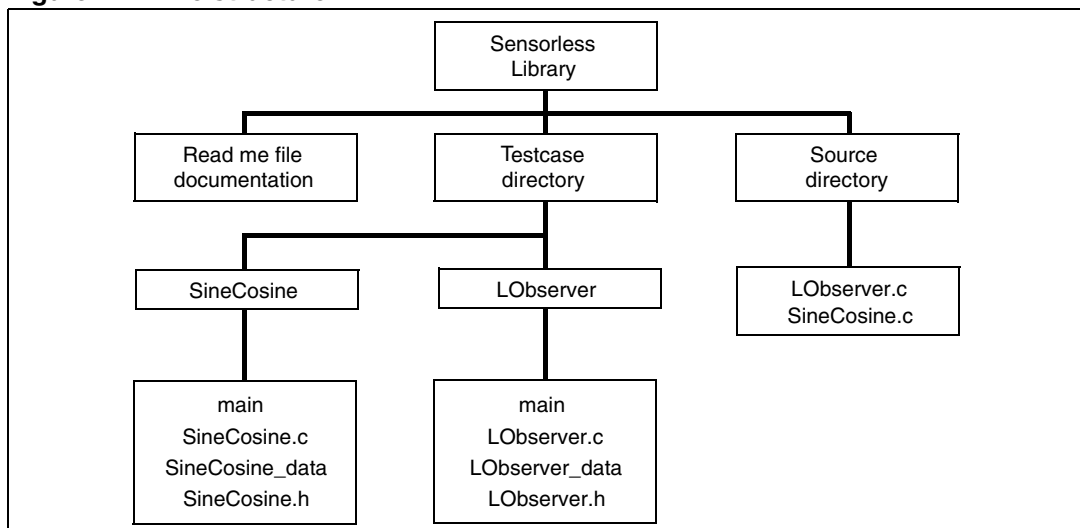 Sensorless
Library
Read me file
documentation
Testcase
directory
Source
directory
SineCosine
LObserver
LObserver.c
SineCosine.c
main
SineCosine.c
SineCosine_data
SineCosine.h
main
LObserver.c
LObserver_data
LObserver.h